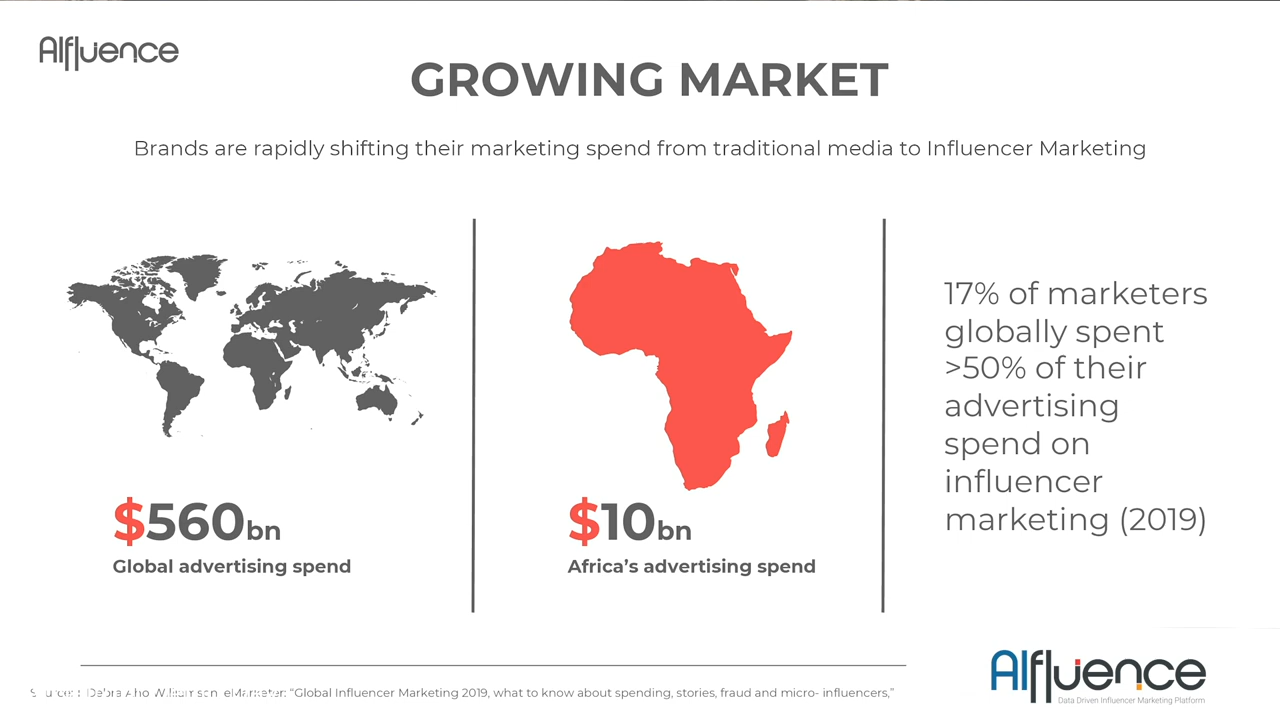 AIfluence
GROWING MARKET
Brands are rapidly shifting their marketing spend from traditional media to Influencer Marketing
$560bn
Global advertising spend
$10bn
Africa's advertising spend
17% of marketers
globally spent
>50% of their
advertising
spend on
influencer
marketing (2019)
Debra Aho Williamson eMarketer: “Global Influencer Marketing 2019, what to know about spending, stories, fraud and micro- influencers,”
AIfluence
Data Driven Influencer Marketing Platform